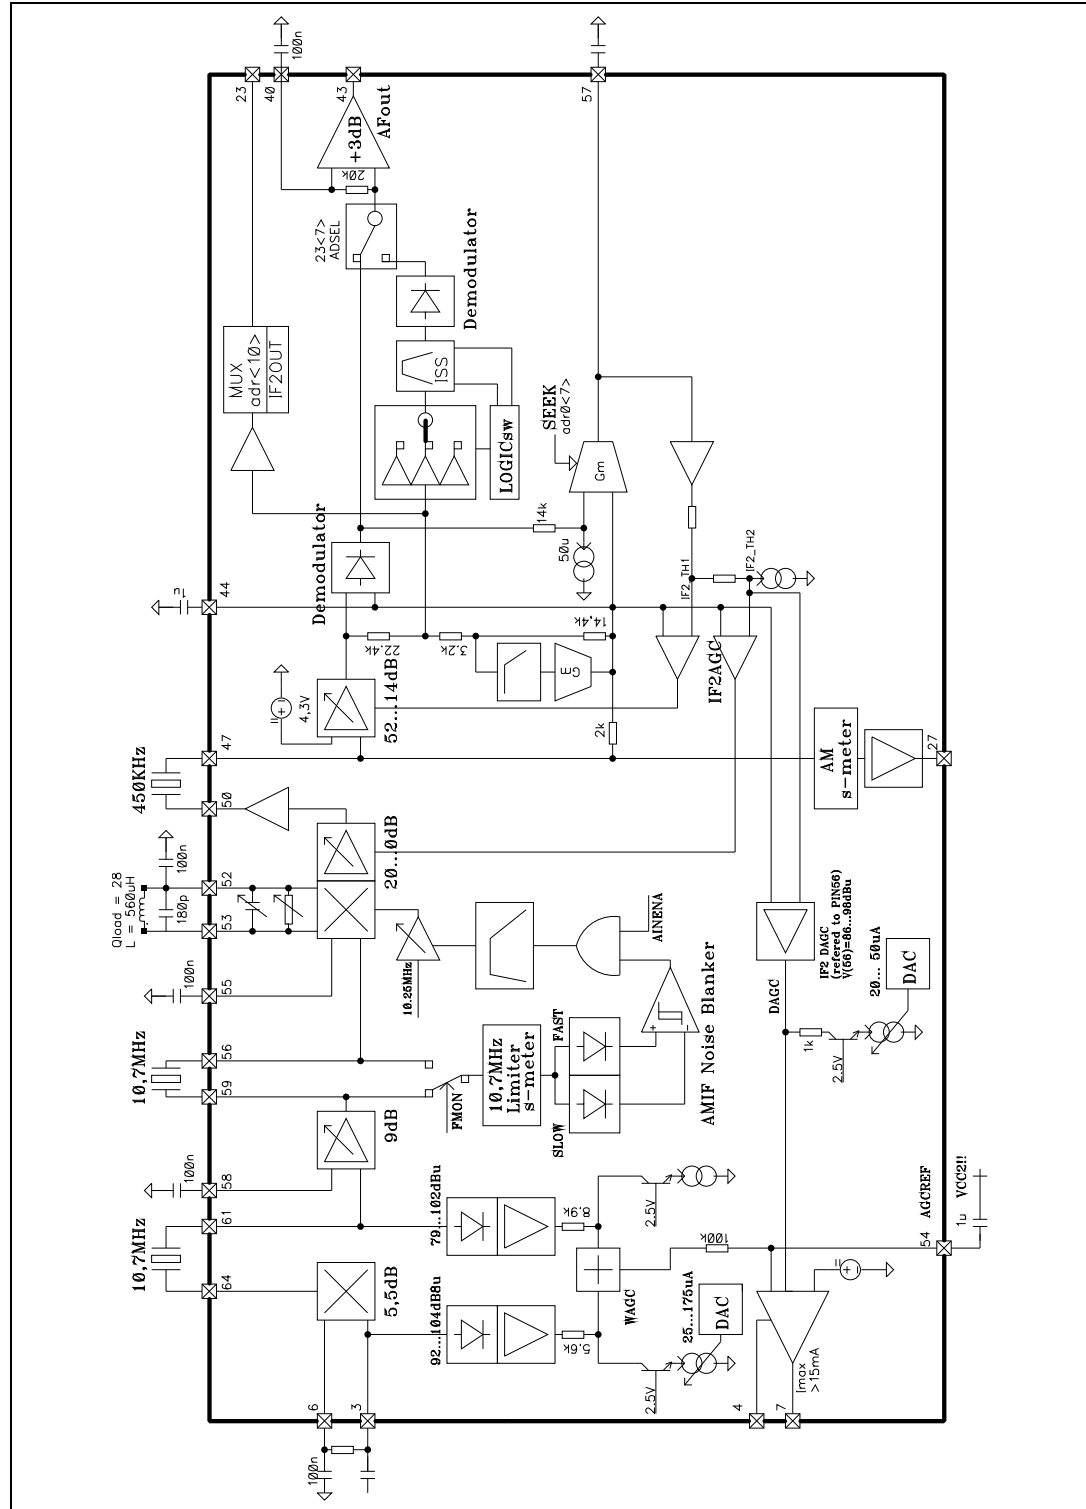 100n
23
40
43
57
+3dB
AFout
20k
23<7>
ADSEL
MUX
adr<10>
IF2OUT
Demodulator
ISS
LOGICsw
SEEK
adr0<7>
Gm
14k
50u
Demodulator
1u
44
IF2_TH1
IF2_TH2
14,4k
22.4k
3.2k
Gm
IF2AGC
4,3V
52...14dB
2k
450KHz
47
50
AM
s-meter
27
20...0dB
Qload = 28
L = 560uH
180p
100n
52
53
10.25MHz
AINENA
IF2 DAGC
(refered to PIN56)
V(56)=86...98dBu
DAGC
20... 50uA
DAC
1k
2.5V
100n
55
10,7MHz
56
59
FMON
10,7MHz
Limiter
s-meter
FAST
SLOW
+
−
AMIF Noise Blanker
9dB
100n
58
61
10,7MHz
64
5,5dB
79...102dBu
8.9k
2.5V
92...104dB8u
5.6k
WAGC
100k
2.5V
25...175uA
DAC
54
AGCREF
1u
VCC2!!
Imax
>15mA
6
3
100n
4
7